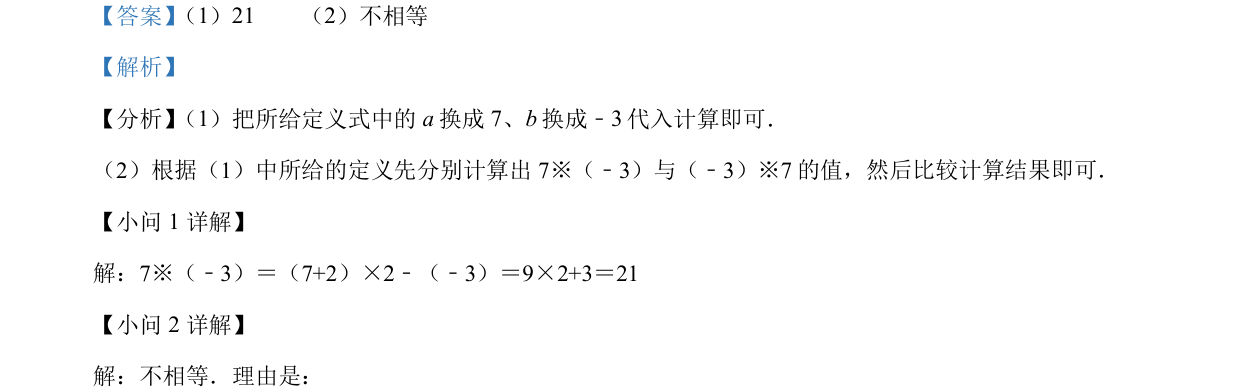 【答案】（1）21 （2）不相等
【解析】
【分析】（1）把所给定义式中的 a 换成 7、b 换成﹣3 代入计算即可．
（2）根据（1）中所给的定义先分别计算出 7※（﹣3）与（﹣3）※7 的值，然后比较计算结果即可．
【小问 1 详解】
解：7※（﹣3）＝（7+2）×2﹣（﹣3）＝9×2+3＝21
【小问 2 详解】
解：不相等．理由是：